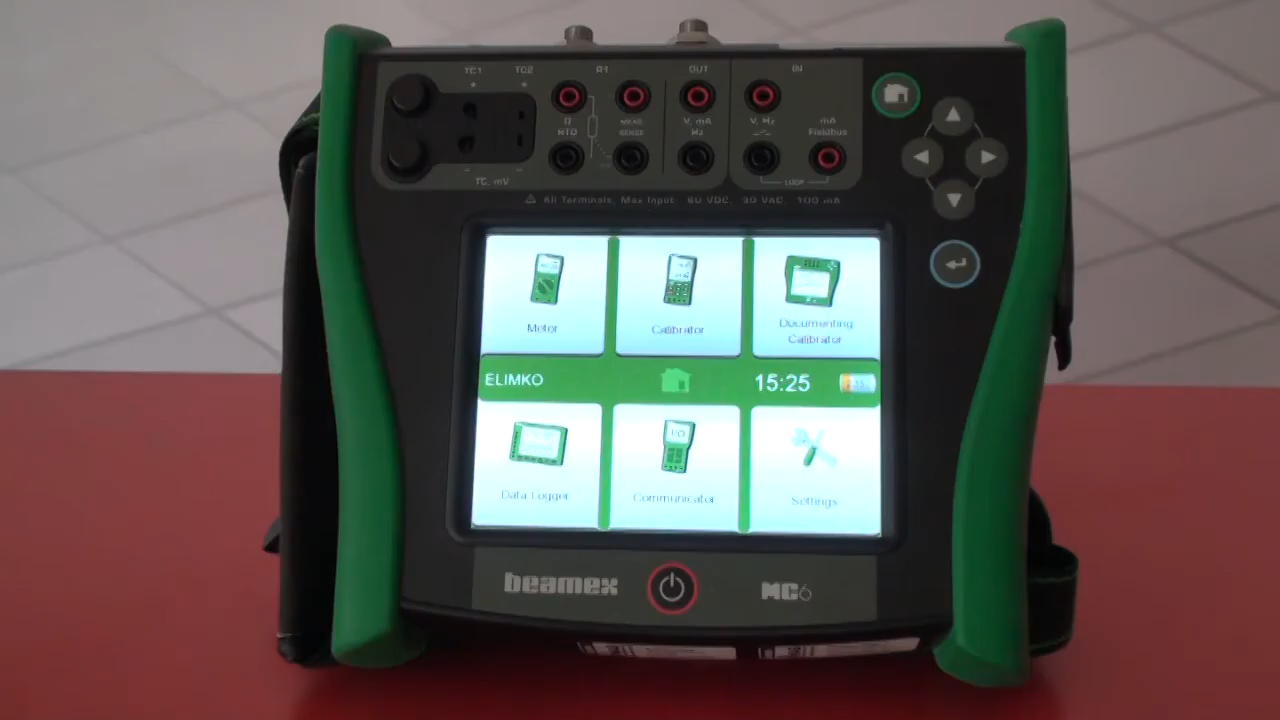 TC1 TC2 R1 OUT IN
Ω RTD
V, mA Hz
V, Hz
mA Fieldbus
TC, mV
LOOP
⚠ All Terminals, Max Input: 60 VDC, 30 VAC, 100 mA
Meter
Calibrator
Documenting
Calibrator
ELIMKO 15:25
Data Logger
Communicator
Settings
beamex MC6